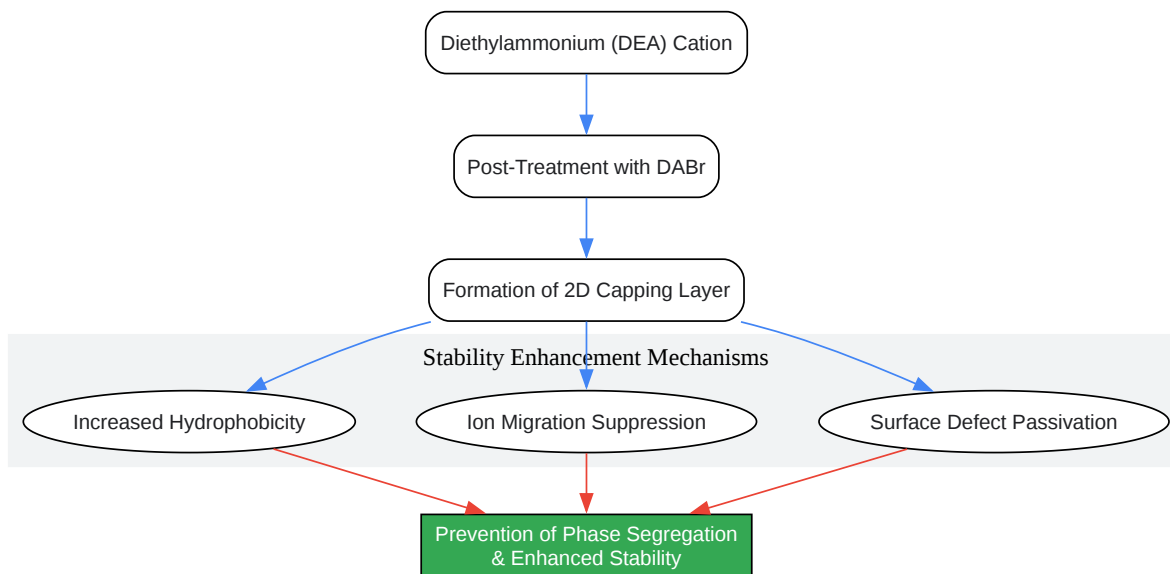 Diethylammonium (DEA) Cation
Post-Treatment with DABr
Formation of 2D Capping Layer
Stability Enhancement Mechanisms
Increased Hydrophobicity
Ion Migration Suppression
Surface Defect Passivation
Prevention of Phase Segregation
& Enhanced Stability